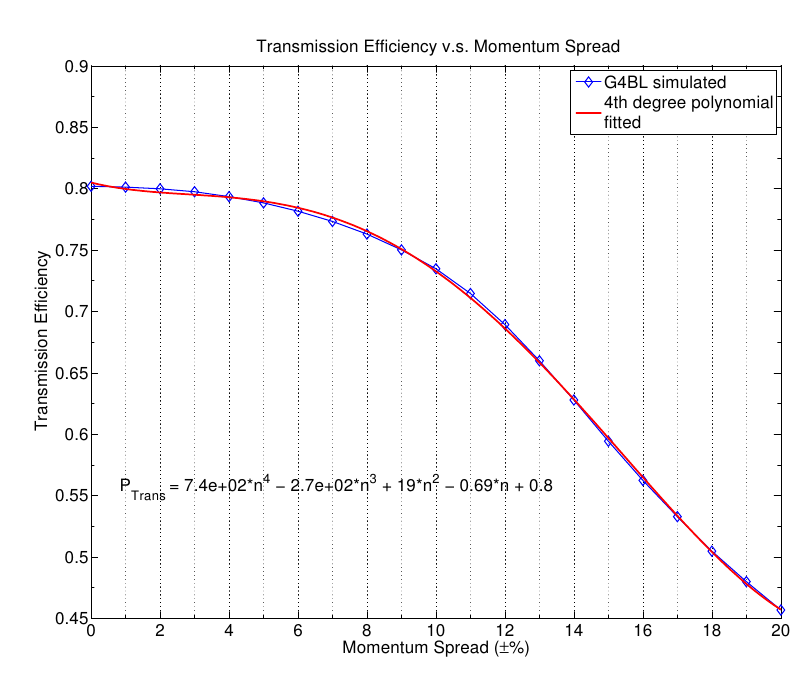 Transmission Efficiency v.s. Momentum Spread
0.9
0.85
0.8
0.75
0.7
0.65
0.6
0.55
0.5
0.45
Transmission Efficiency
G4BL simulated
4th degree polynomial
fitted
P_Trans = 7.4e+02*n^4 − 2.7e+02*n^3 + 19*n^2 − 0.69*n + 0.8
0 2 4 6 8 10 12 14 16 18 20
Momentum Spread (±%)